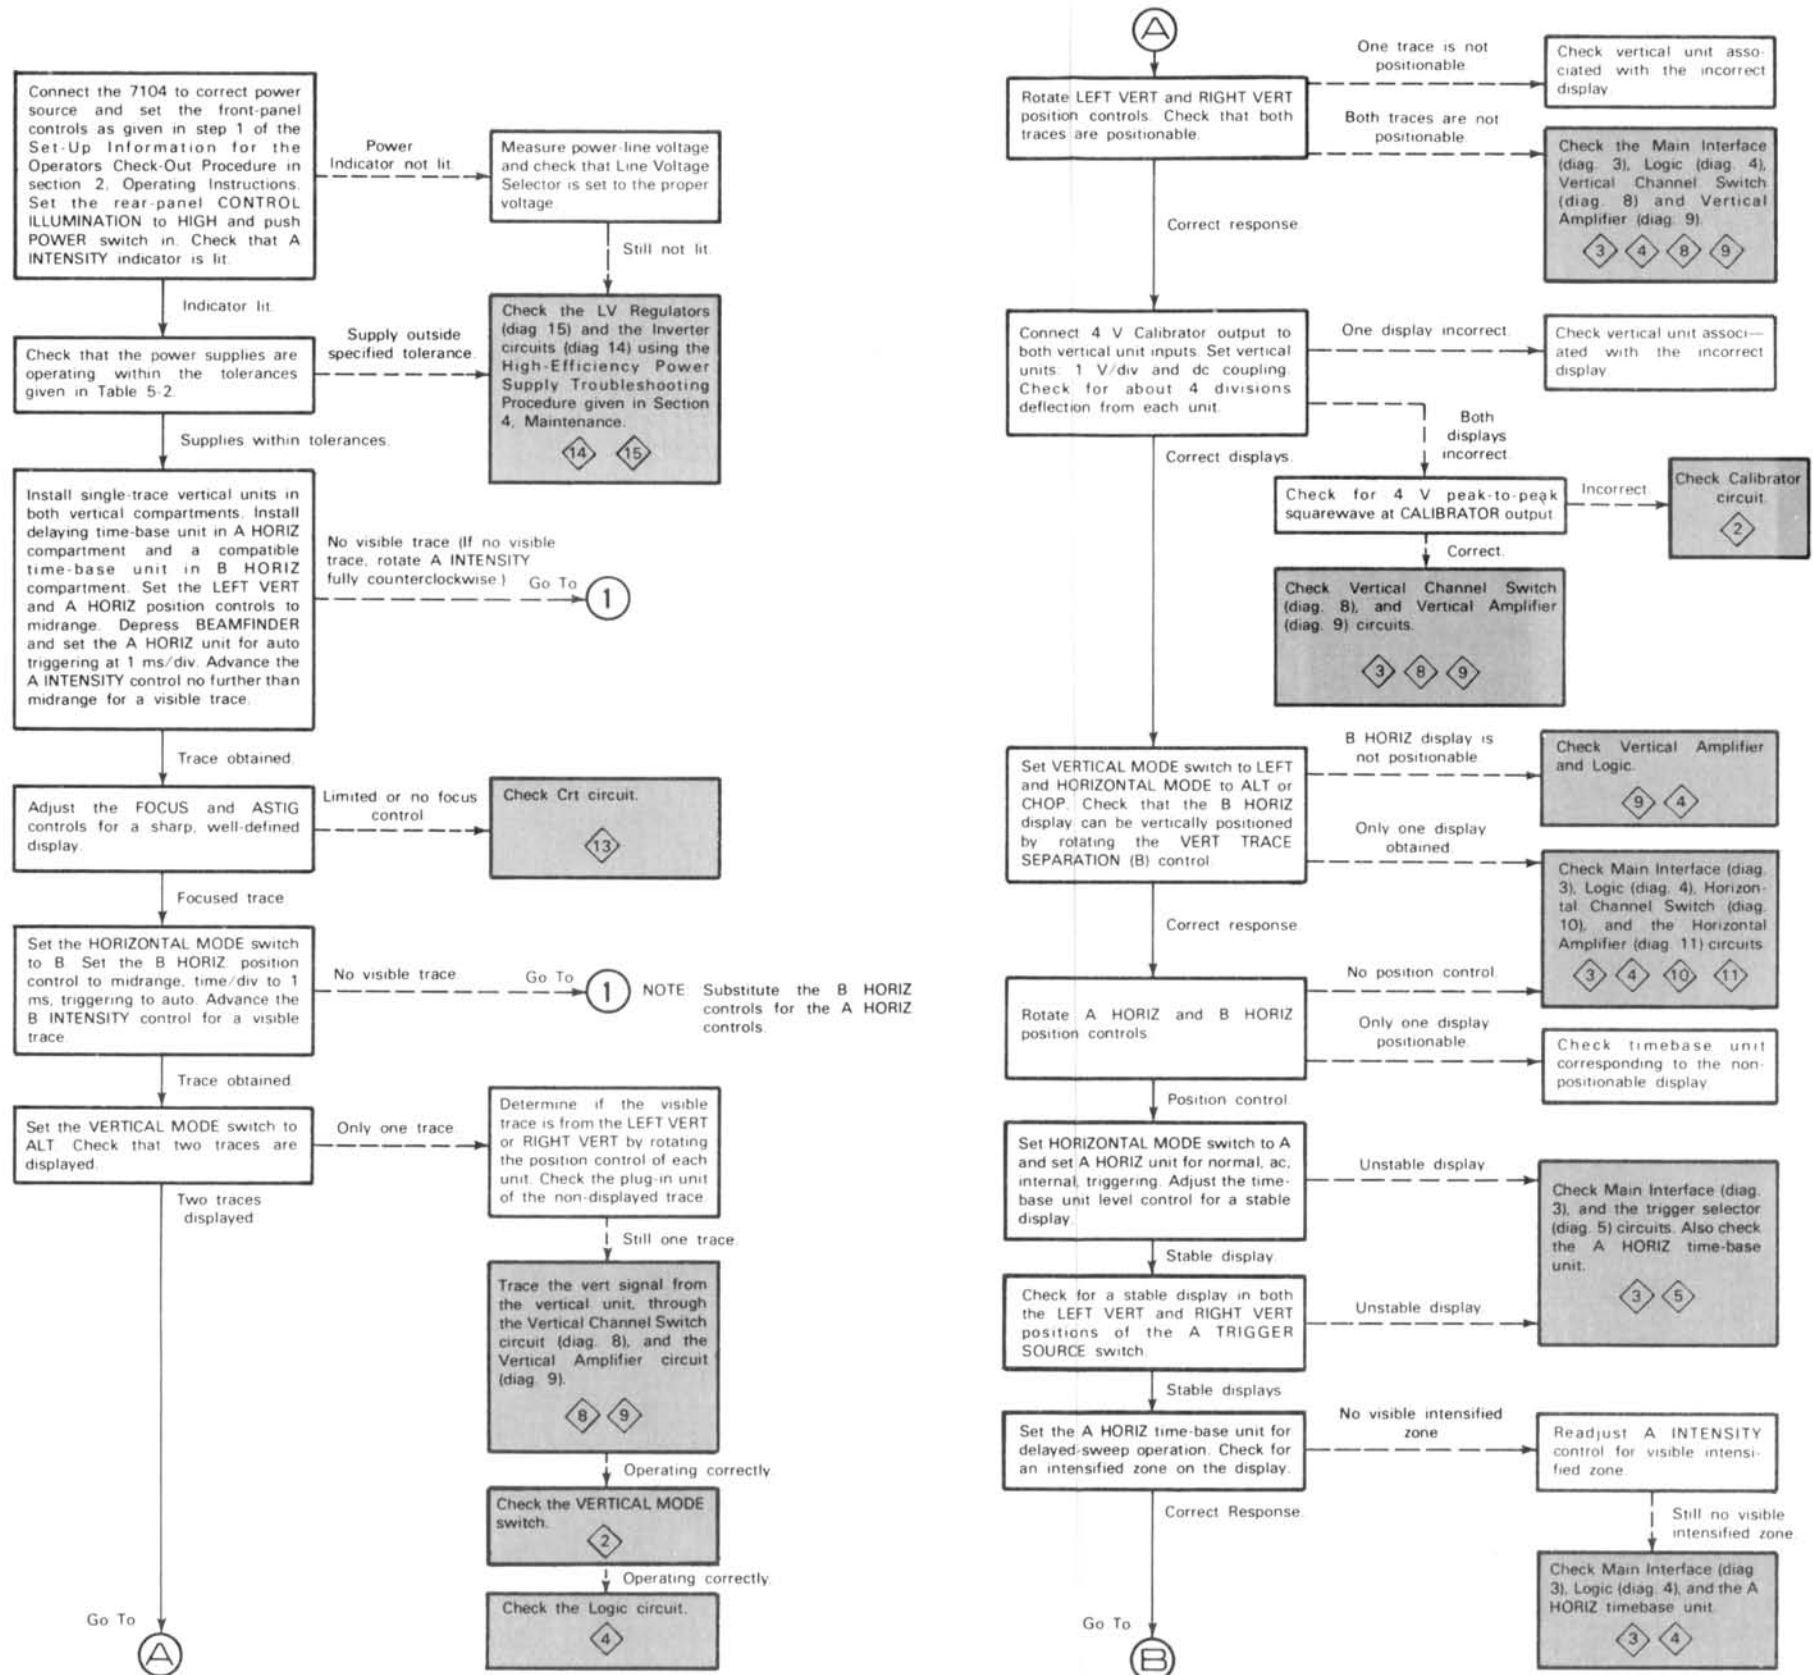 Connect the 7104 to correct power
source and set the front-panel
controls as given in step 1 of the
Set-Up Information for the
Operators Check-Out Procedure in
section 2, Operating Instructions.
Set the rear-panel CONTROL
ILLUMINATION to HIGH and push
POWER switch in. Check that A
INTENSITY indicator is lit.
Power
Indicator not lit.
Measure power-line voltage
and check that Line Voltage
Selector is set to the proper
voltage.
Still not lit.
Indicator lit.
Check that the power supplies are
operating within the tolerances
given in Table 5-2.
Supply outside
specified tolerance.
Check the LV Regulators
(diag 15) and the Inverter
circuits (diag 14) using the
High-Efficiency Power
Supply Troubleshooting
Procedure given in Section
4, Maintenance.
14 15
Supplies within tolerances.
Install single-trace vertical units in
both vertical compartments. Install
delaying time-base unit in A HORIZ
compartment and a compatible
time-base unit in B HORIZ
compartment. Set the LEFT VERT
and A HORIZ position controls to
midrange. Depress BEAMFINDER
and set the A HORIZ unit for auto
triggering at 1 ms/div. Advance the
A INTENSITY control no further than
midrange for a visible trace.
No visible trace (If no visible
trace, rotate A INTENSITY
fully counterclockwise.) Go To
1
Trace obtained.
Adjust the FOCUS and ASTIG
controls for a sharp, well-defined
display.
Limited or no focus
control
Check Crt circuit.
13
Focused trace
Set the HORIZONTAL MODE switch
to B. Set the B HORIZ position
control to midrange, time/div to 1
ms, triggering to auto. Advance the
B INTENSITY control for a visible
trace.
No visible trace. Go To
1
NOTE: Substitute the B HORIZ
controls for the A HORIZ
controls.
Trace obtained.
Set the VERTICAL MODE switch to
ALT. Check that two traces are
displayed.
Only one trace
Determine if the visible
trace is from the LEFT VERT
or RIGHT VERT by rotating
the position control of each
unit. Check the plug-in unit
of the non-displayed trace.
Still one trace.
Trace the vert signal from
the vertical unit, through
the Vertical Channel Switch
circuit (diag. 8), and the
Vertical Amplifier circuit
(diag. 9).
8 9
Operating correctly.
Check the VERTICAL MODE
switch.
2
Operating correctly.
Check the Logic circuit.
4
Two traces
displayed
Go To
A
A
Rotate LEFT VERT and RIGHT VERT
position controls. Check that both
traces are positionable.
One trace is not
positionable.
Check vertical unit asso-
ciated with the incorrect
display.
Both traces are not
positionable.
Check the Main Interface
(diag. 3), Logic (diag. 4),
Vertical Channel Switch
(diag. 8) and Vertical
Amplifier (diag. 9).
3 4 8 9
Correct response.
Connect 4 V Calibrator output to
both vertical unit inputs. Set vertical
units: 1 V/div and dc coupling.
Check for about 4 divisions
deflection from each unit.
One display incorrect.
Check vertical unit associ—
ated with the incorrect
display.
Both
displays
incorrect.
Check for 4 V peak-to-peak
squarewave at CALIBRATOR output
Incorrect.
Check Calibrator
circuit.
2
Correct.
Check Vertical Channel Switch
(diag. 8), and Vertical Amplifier
(diag. 9) circuits.
3 8 9
Correct displays.
Set VERTICAL MODE switch to LEFT
and HORIZONTAL MODE to ALT or
CHOP. Check that the B HORIZ
display can be vertically positioned
by rotating the VERT TRACE
SEPARATION (B) control.
B HORIZ display is
not positionable
Check Vertical Amplifier
and Logic.
9 4
Only one display
obtained.
Check Main Interface (diag.
3), Logic (diag. 4), Horizon-
tal Channel Switch (diag.
10), and the Horizontal
Amplifier (diag. 11) circuits
3 4 10 11
Correct response
Rotate A HORIZ and B HORIZ
position controls
No position control.
Only one display
positionable.
Check timebase unit
corresponding to the non-
positionable display
Position control.
Set HORIZONTAL MODE switch to A
and set A HORIZ unit for normal, ac,
internal, triggering. Adjust the time-
base unit level control for a stable
display.
Unstable display
Check Main Interface (diag.
3), and the trigger selector
(diag. 5) circuits. Also check
the A HORIZ time-base
unit.
3 5
Stable display.
Check for a stable display in both
the LEFT VERT and RIGHT VERT
positions of the A TRIGGER
SOURCE switch.
Unstable display
Stable displays
Set the A HORIZ time-base unit for
delayed-sweep operation. Check for
an intensified zone on the display.
No visible intensified
zone
Readjust A INTENSITY
control for visible intensi-
fied zone.
Still no visible
intensified zone.
Check Main Interface (diag
3), Logic (diag. 4), and the A
HORIZ timebase unit.
3 4
Correct Response.
Go To
B